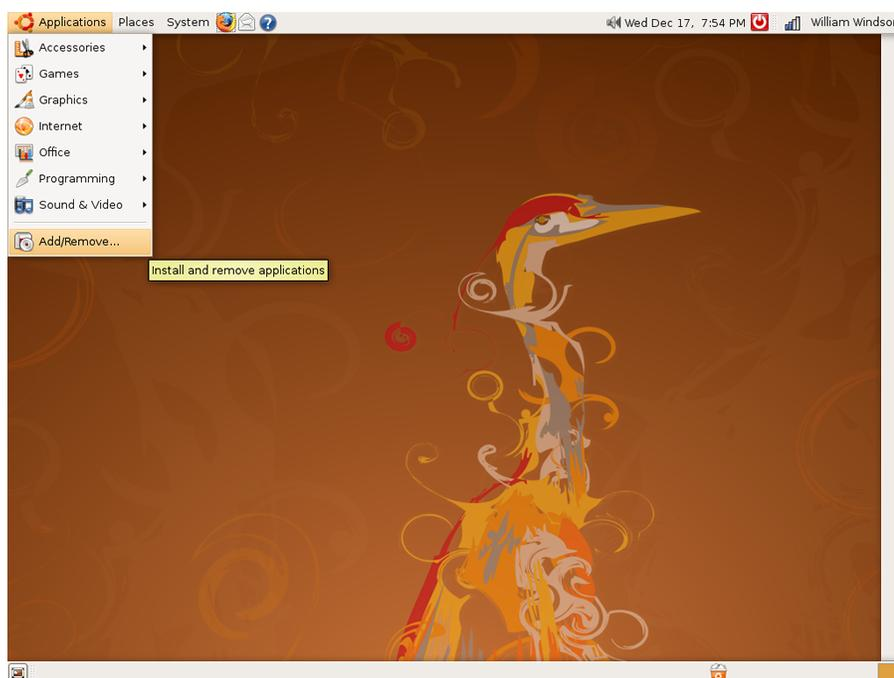 Applications Places System Wed Dec 17, 7:54 PM William Windso
Accessories
Games
Graphics
Internet
Office
Programming
Sound & Video
Add/Remove...
Install and remove applications